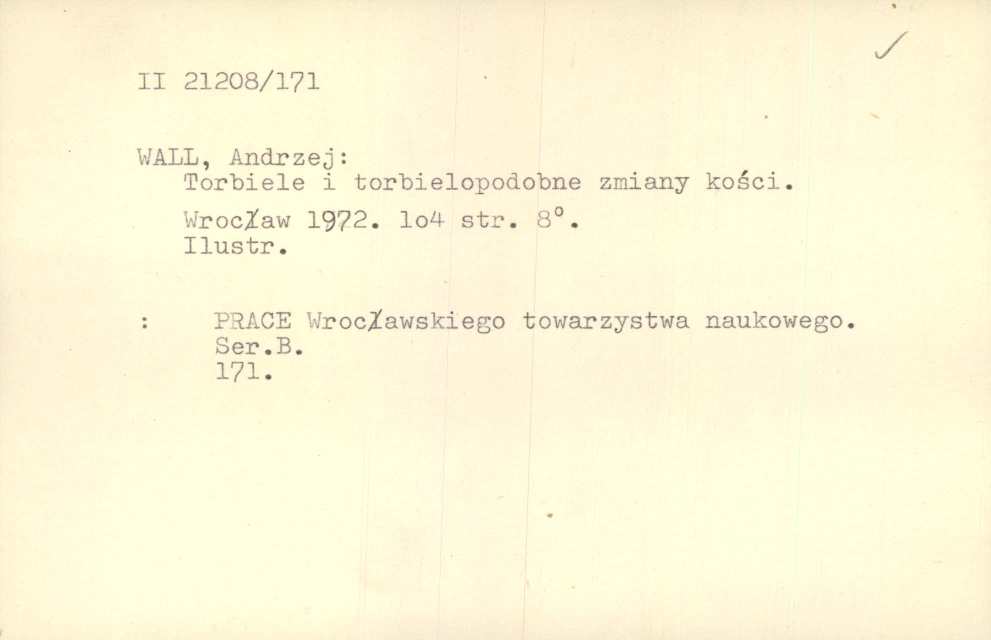 II 21208/171
WALL, Andrzej:
Torbiele i torbielopodobne zmiany kości.
Wrocław 1972. lo4 str. 8°.
Ilustr.
: PRACE Wrocławskiego towarzystwa naukowego.
Ser.B.
171.